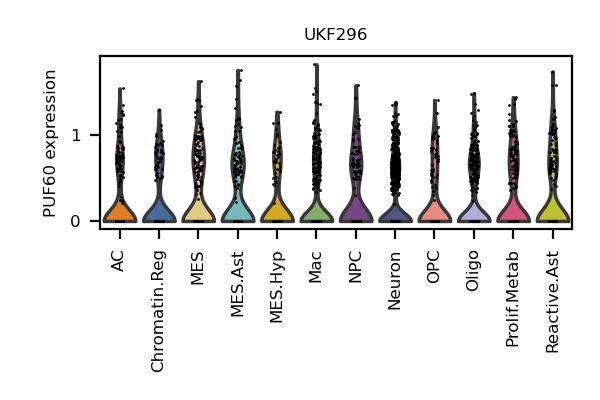 UKF296
PUF60 expression
1
0
AC
Chromatin.Reg
MES
MES.Ast
MES.Hyp
Mac
NPC
Neuron
OPC
Oligo
Prolif.Metab
Reactive.Ast